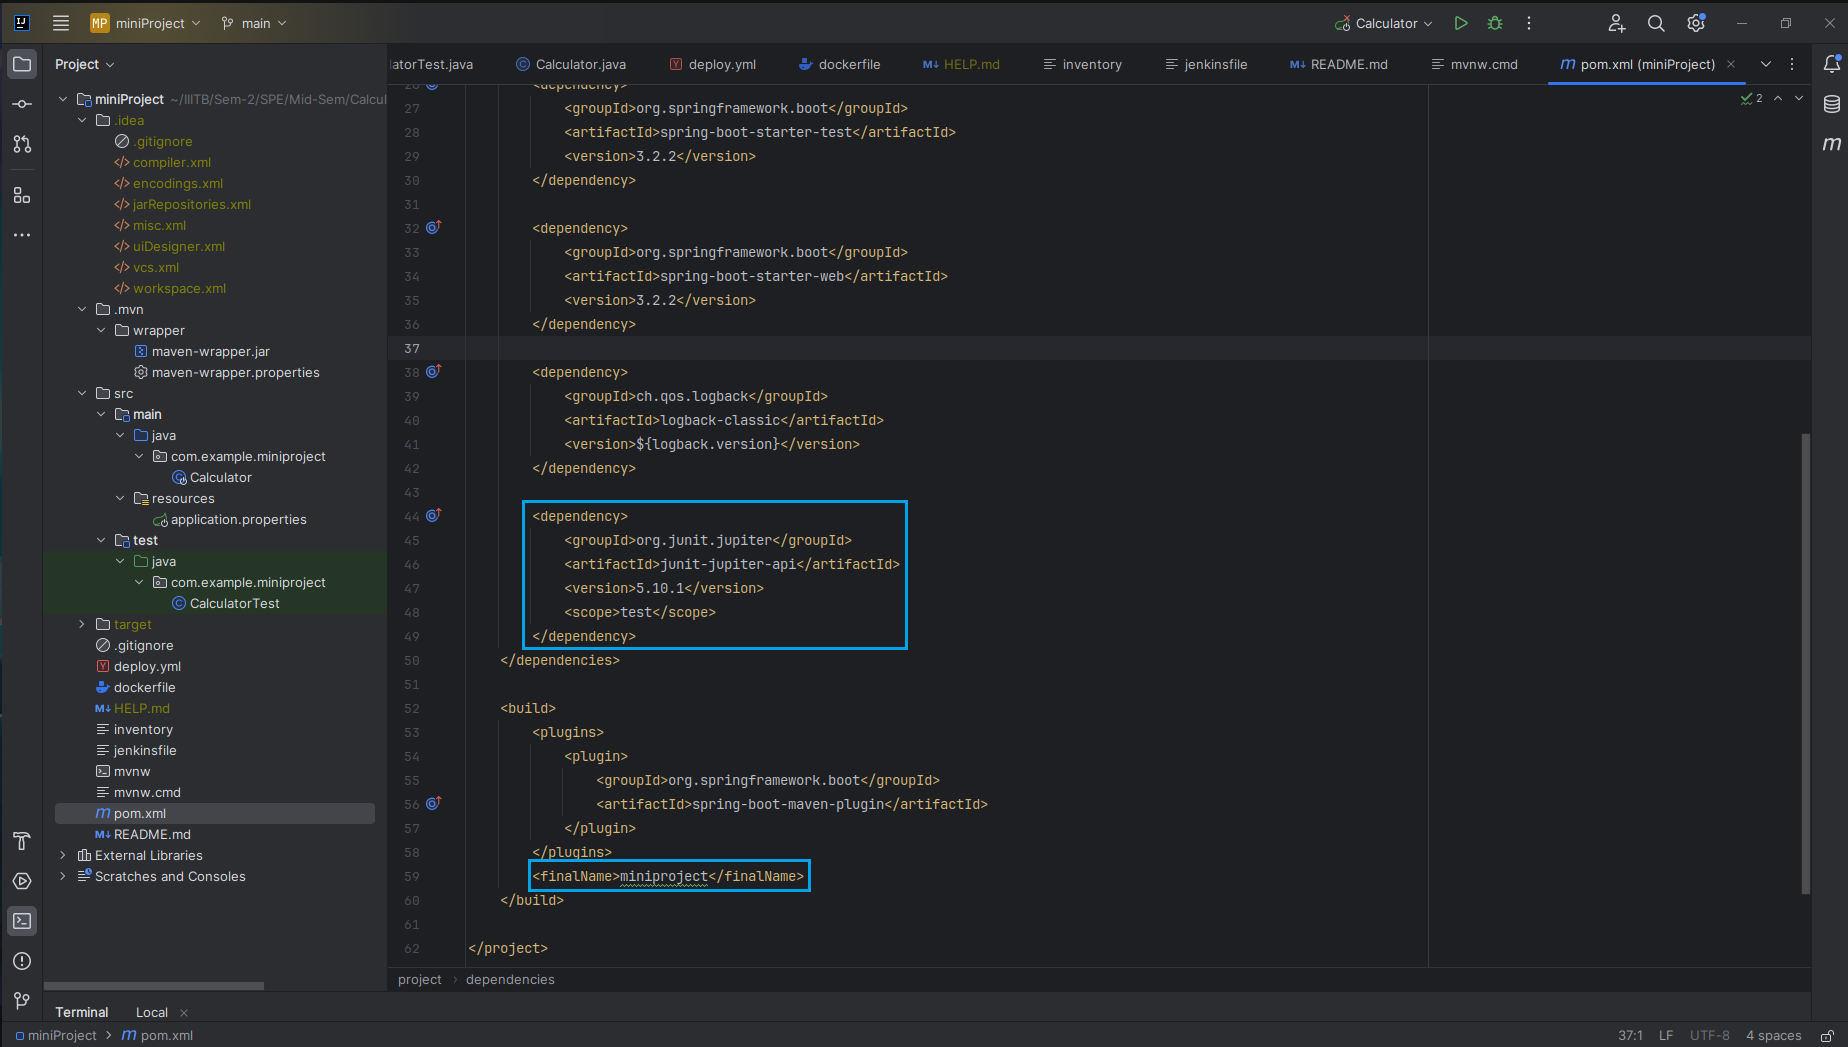 MP miniProject
main
Calculator
Project
latorTest.java
Calculator.java
deploy.yml
dockerfile
HELP.md
inventory
jenkinsfile
README.md
mvnw.cmd
pom.xml (miniProject)
miniProject ~/IIITB/Sem-2/SPE/Mid-Sem/Calcul
.idea
.gitignore
compiler.xml
encodings.xml
jarRepositories.xml
misc.xml
uiDesigner.xml
vcs.xml
workspace.xml
.mvn
wrapper
maven-wrapper.jar
maven-wrapper.properties
src
main
java
com.example.miniproject
Calculator
resources
application.properties
test
java
com.example.miniproject
CalculatorTest
target
.gitignore
deploy.yml
dockerfile
HELP.md
inventory
jenkinsfile
mvnw
mvnw.cmd
pom.xml
README.md
External Libraries
Scratches and Consoles
2
26 <dependency>
27 <groupId>org.springframework.boot</groupId>
28 <artifactId>spring-boot-starter-test</artifactId>
29 <version>3.2.2</version>
30 </dependency>
31
32 <dependency>
33 <groupId>org.springframework.boot</groupId>
34 <artifactId>spring-boot-starter-web</artifactId>
35 <version>3.2.2</version>
36 </dependency>
37
38 <dependency>
39 <groupId>ch.qos.logback</groupId>
40 <artifactId>logback-classic</artifactId>
41 <version>${logback.version}</version>
42 </dependency>
43
44 <dependency>
45 <groupId>org.junit.jupiter</groupId>
46 <artifactId>junit-jupiter-api</artifactId>
47 <version>5.10.1</version>
48 <scope>test</scope>
49 </dependency>
50 </dependencies>
51
52 <build>
53 <plugins>
54 <plugin>
55 <groupId>org.springframework.boot</groupId>
56 <artifactId>spring-boot-maven-plugin</artifactId>
57 </plugin>
58 </plugins>
59 <finalName>miniproject</finalName>
60 </build>
61
62 </project>
project > dependencies
Terminal
Local
miniProject > pom.xml
37:1
LF
UTF-8
4 spaces